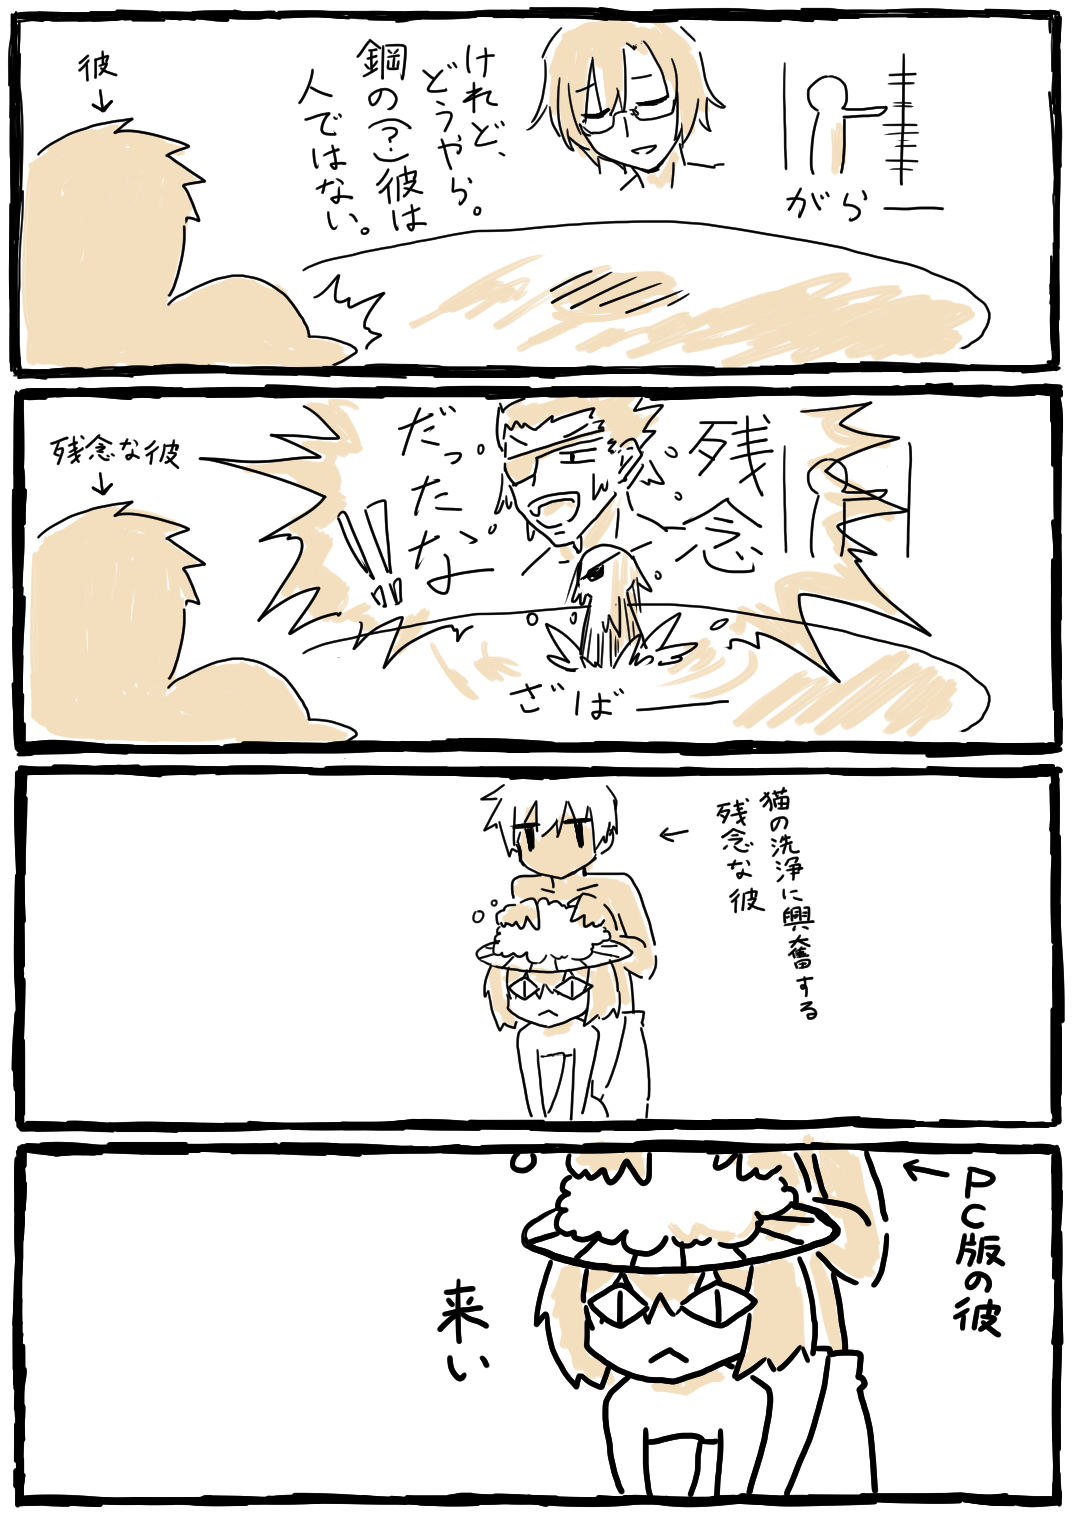 けれど、
どうやら。
鋼の(？)彼は
人ではない。
彼
がらー
残念
だったな
!!
残念な彼
ざばー
猫の洗浄に興奮する
残念な彼
PC版の彼
来い